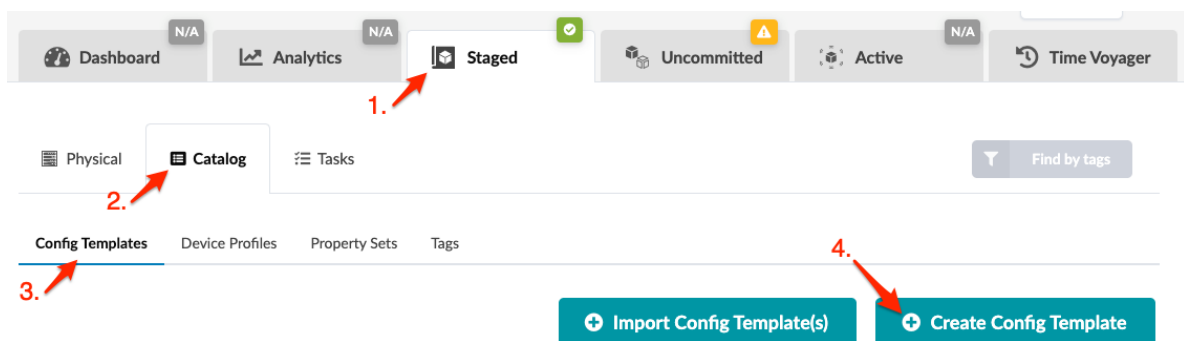 N/A N/A N/A
Dashboard Analytics Staged Uncommitted Active Time Voyager
1.
Physical Catalog Tasks Find by tags
2.
Config Templates Device Profiles Property Sets Tags
4.
3.
Import Config Template(s) Create Config Template